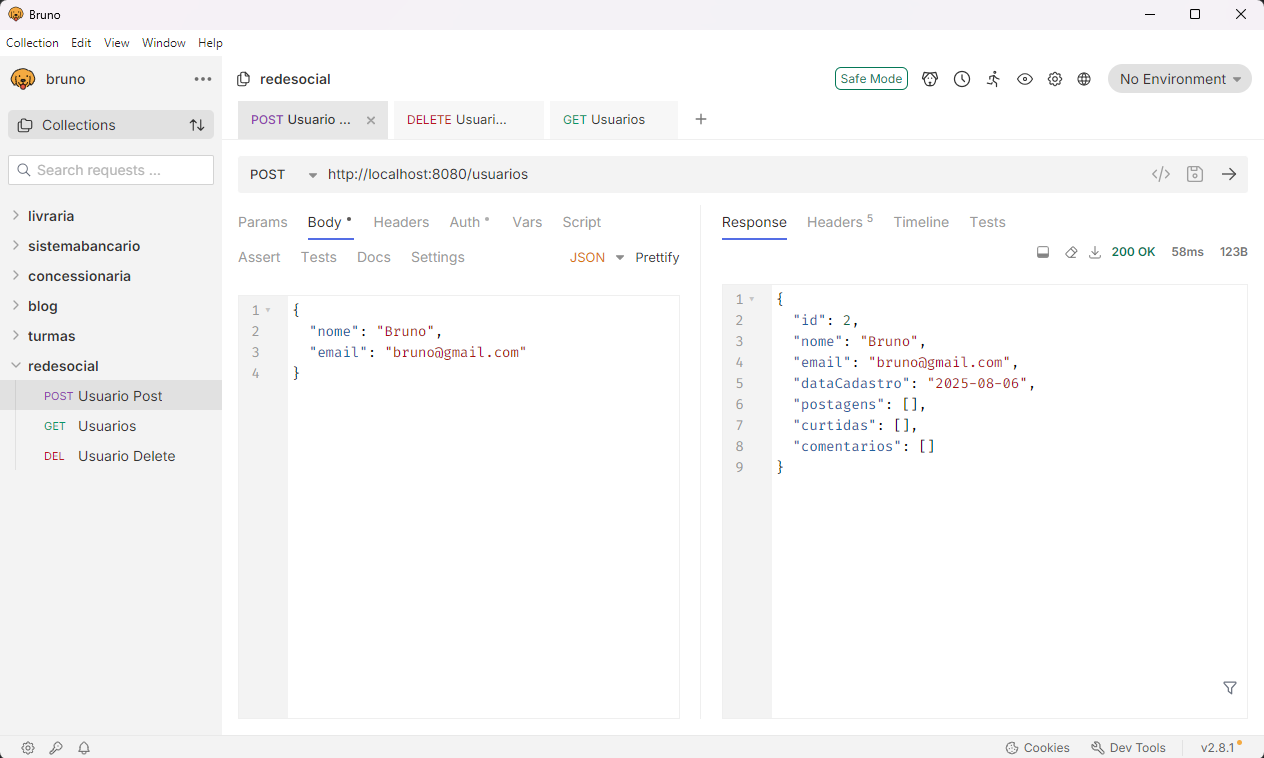 Bruno
Collection Edit View Window Help
bruno
redesocial
Safe Mode
No Environment
Collections
POST Usuario ...
DELETE Usuari...
GET Usuarios
Search requests ...
POST http://localhost:8080/usuarios
livraria
sistemabancario
concessionaria
blog
turmas
redesocial
POST Usuario Post
GET Usuarios
DEL Usuario Delete
Params Body Headers Auth Vars Script
Assert Tests Docs Settings
JSON Prettify
1 {
2 "nome": "Bruno",
3 "email": "bruno@gmail.com"
4 }
Response Headers 5 Timeline Tests
200 OK 58ms 123B
1 {
2 "id": 2,
3 "nome": "Bruno",
4 "email": "bruno@gmail.com",
5 "dataCadastro": "2025-08-06",
6 "postagens": [],
7 "curtidas": [],
8 "comentarios": []
9 }
Cookies Dev Tools v2.8.1